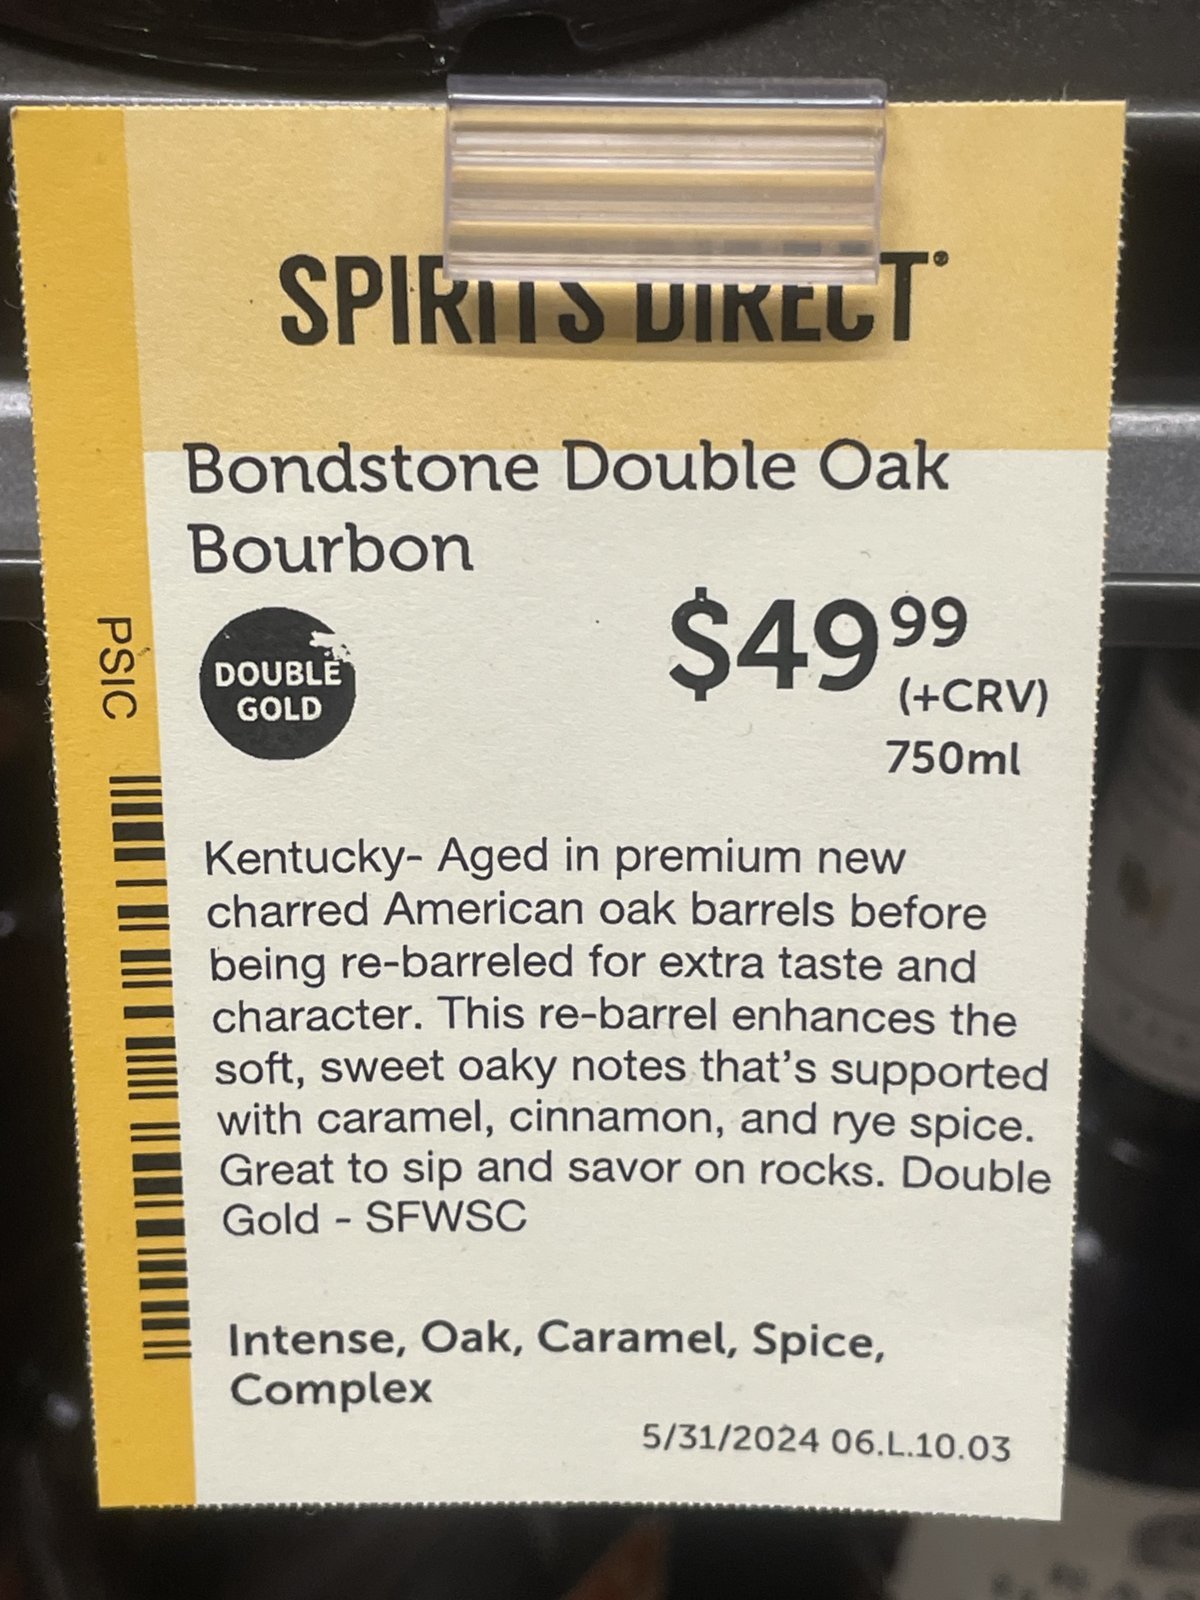 SPIRITS DIRECT®
Bondstone Double Oak
Bourbon
DOUBLE
GOLD
$49 99
(+CRV)
750ml
PSIC
Kentucky- Aged in premium new
charred American oak barrels before
being re-barreled for extra taste and
character. This re-barrel enhances the
soft, sweet oaky notes that's supported
with caramel, cinnamon, and rye spice.
Great to sip and savor on rocks. Double
Gold - SFWSC
Intense, Oak, Caramel, Spice,
Complex
5/31/2024 06.L.10.03